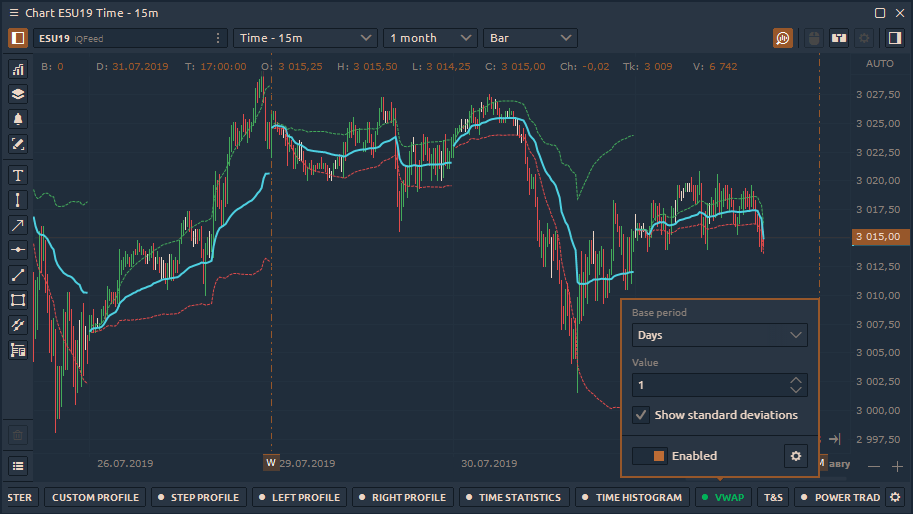 Chart ESU19 Time - 15m
ESU19 IQFeed Time - 15m 1 month Bar
B: 0 D: 31.07.2019 T: 17:00:00 O: 3 015,25 H: 3 015,50 L: 3 014,25 C: 3 015,00 Ch: -0,02 Tk: 3 009 V: 6 742 AUTO
3 027,50
3 025,00
3 022,50
3 020,00
3 017,50
3 015,00
3 012,50
3 010,00
3 007,50
3 005,00
3 002,50
3 000,00
2 997,50
Base period
Days
Value
1
Show standard deviations
Enabled
26.07.2019 W 29.07.2019 30.07.2019 M авгу
STER CUSTOM PROFILE STEP PROFILE LEFT PROFILE RIGHT PROFILE TIME STATISTICS TIME HISTOGRAM VWAP T&S POWER TRAD